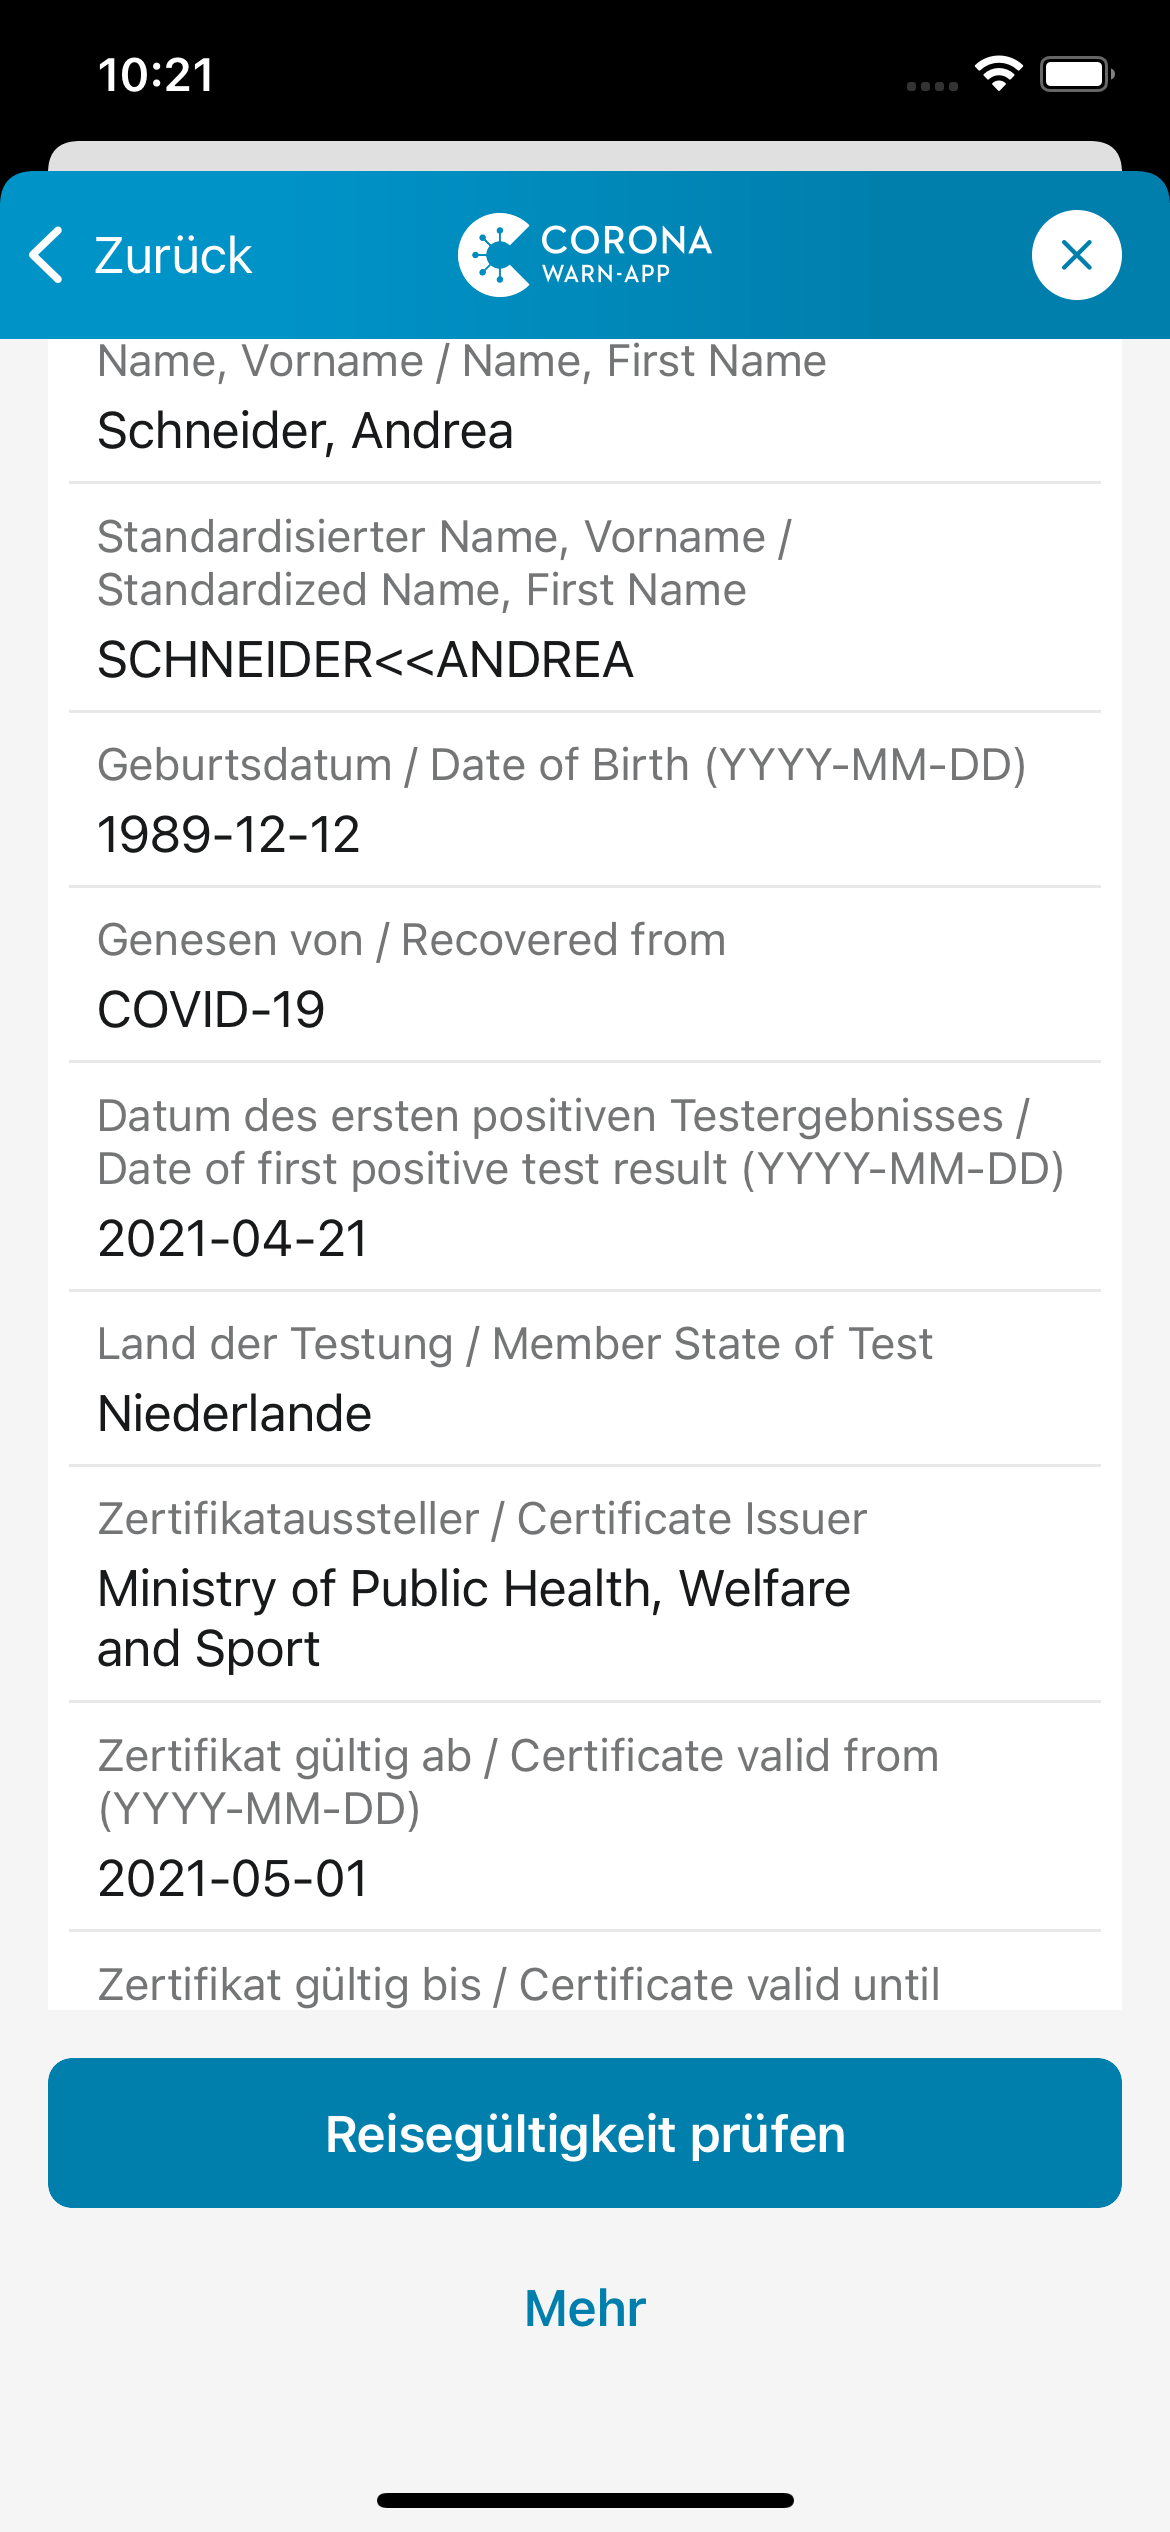 10:21
Zurück
CORONA
WARN-APP
Name, Vorname / Name, First Name
Schneider, Andrea
Standardisierter Name, Vorname /
Standardized Name, First Name
SCHNEIDER<<ANDREA
Geburtsdatum / Date of Birth (YYYY-MM-DD)
1989-12-12
Genesen von / Recovered from
COVID-19
Datum des ersten positiven Testergebnisses /
Date of first positive test result (YYYY-MM-DD)
2021-04-21
Land der Testung / Member State of Test
Niederlande
Zertifikataussteller / Certificate Issuer
Ministry of Public Health, Welfare
and Sport
Zertifikat gültig ab / Certificate valid from
(YYYY-MM-DD)
2021-05-01
Zertifikat gültig bis / Certificate valid until
Reisegültigkeit prüfen
Mehr